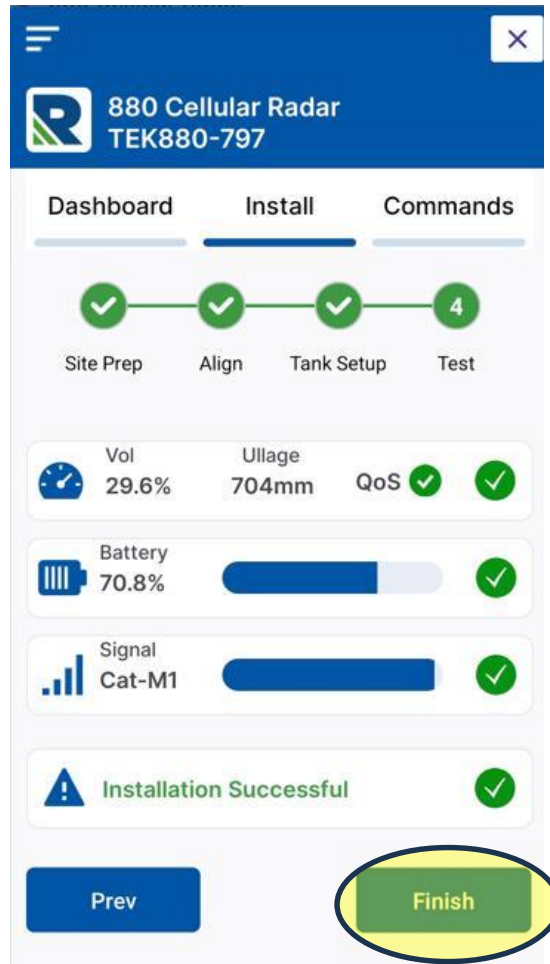 880 Cellular Radar
TEK880-797
Dashboard Install Commands
4
Site Prep Align Tank Setup Test
Vol Ullage
29.6% 704mm QoS
Battery
70.8%
Signal
Cat-M1
Installation Successful
Prev Finish